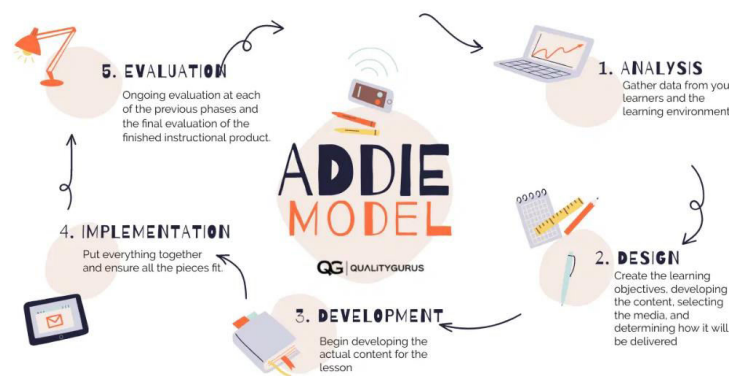 ADDIE
MODEL
QG QUALITYGURUS
1. ANALYSIS
Gather data from you
learners and the
learning environment
2. DESIGN
Create the learning
objectives, developing
the content, selecting
the media, and
determining how it will
be delivered
3. DEVELOPMENT
Begin developing the
actual content for the
lesson
4. IMPLEMENTATION
Put everything together
and ensure all the pieces fit.
5. EVALUATION
Ongoing evaluation at each
of the previous phases and
the final evaluation of the
finished instructional product.